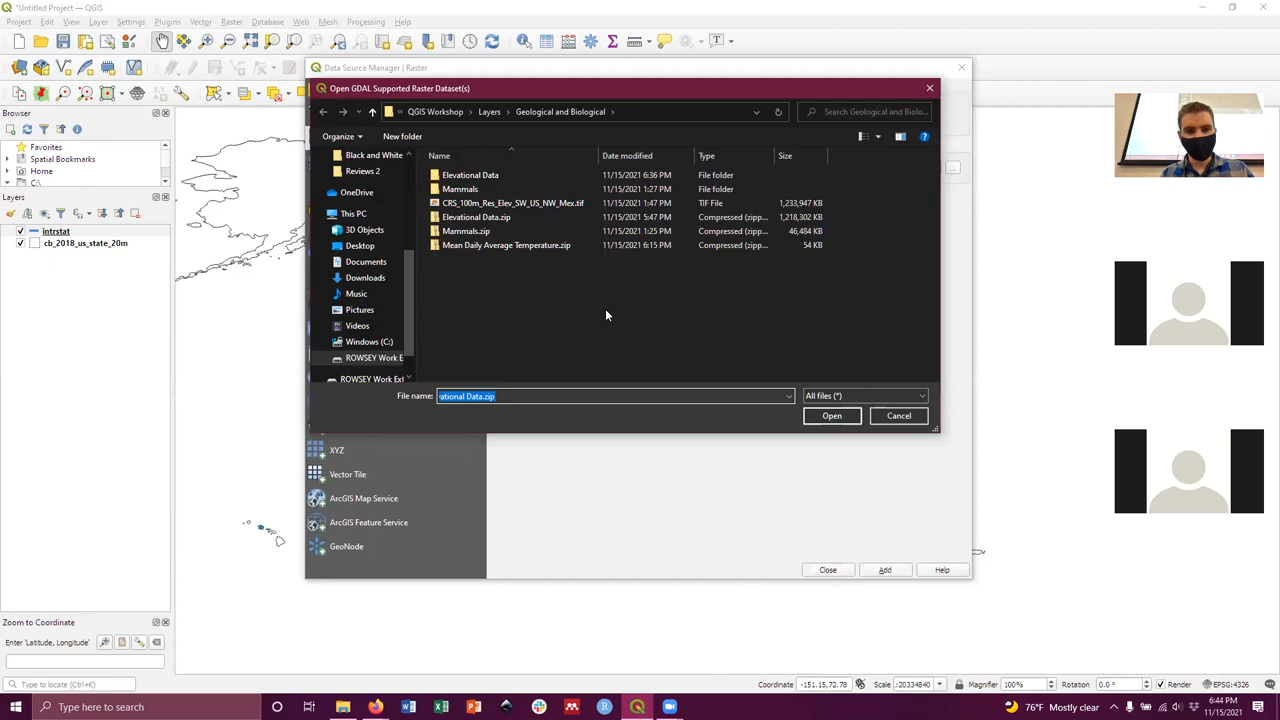 *Untitled Project — QGIS
Project Edit View Layer Settings Plugins Vector Raster Database Web Mesh Processing Help
Data Source Manager | Raster
Open GDAL Supported Raster Dataset(s)
« QGIS Workshop › Layers › Geological and Biological ›
Search Geological and Biolo...
Organize
New folder
Browser
Favorites
Spatial Bookmarks
Home
C:\
Layers
intrstat
cb_2018_us_state_20m
Black and White
Reviews 2
OneDrive
This PC
3D Objects
Desktop
Documents
Downloads
Music
Pictures
Videos
Windows (C:)
ROWSEY Work E
ROWSEY Work Ext
Name Date modified Type Size
Elevational Data 11/15/2021 6:36 PM File folder
Mammals 11/15/2021 1:27 PM File folder
CRS_100m_Res_Elev_SW_US_NW_Mex.tif 11/15/2021 1:47 PM TIF File 1,233,947 KB
Elevational Data.zip 11/15/2021 5:47 PM Compressed (zipp... 1,218,302 KB
Mammals.zip 11/15/2021 1:25 PM Compressed (zipp... 46,484 KB
Mean Daily Average Temperature.zip 11/15/2021 6:15 PM Compressed (zipp... 54 KB
File name: ational Data.zip
All files (*)
Open Cancel
XYZ
Vector Tile
ArcGIS Map Service
ArcGIS Feature Service
GeoNode
Close Add Help
Zoom to Coordinate
Enter 'Latitude, Longitude'
Type to locate (Ctrl+K)
Coordinate -151.15,72.78 Scale 1:20334840 Magnifier 100% Rotation 0.0 ° Render EPSG:4326
Type here to search
76°F Mostly Clear
6:44 PM
11/15/2021